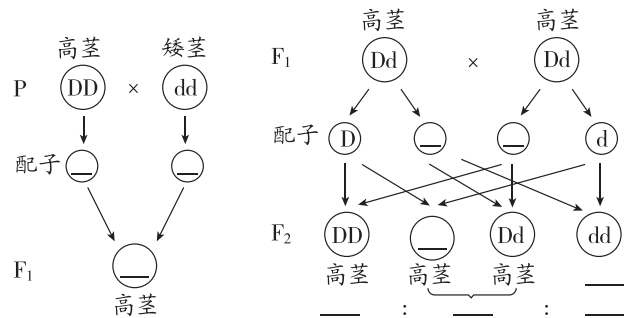 高茎 矮茎
P DD × dd
配子
F₁
高茎
高茎 高茎
F₁ Dd × Dd
配子 D d
F₂ DD Dd dd
高茎 高茎 高茎
: :